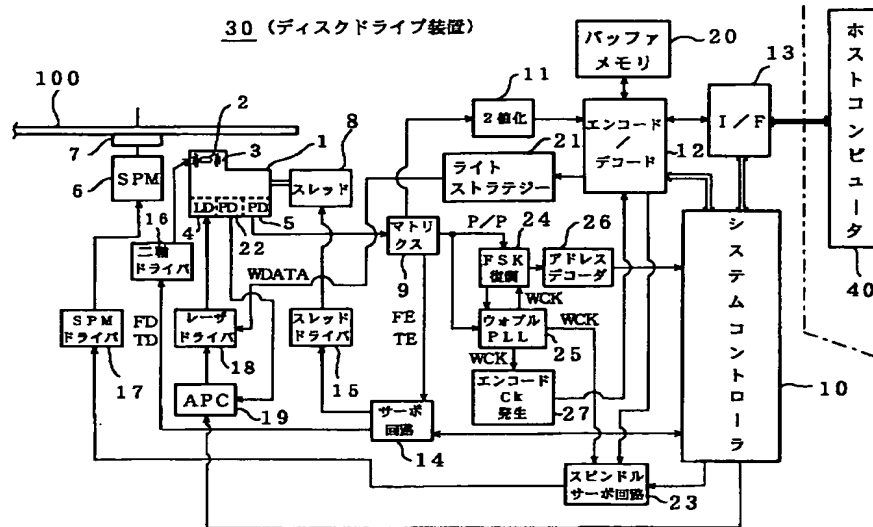 30 (ディスクドライブ装置)
バッファ
メモリ
20
ホストコンピュータ
40
13
I/F
100
2
3
1
8
7
11
2値化
エンコード
/
デコード
12
21
ライト
ストラテジー
6
SPM
スレッド
LD
PD
PD
4
22
5
マトリクス
9
P/P
24
26
FSK
復調
アドレス
デコーダ
16
二軸
ドライバ
WDATA
WCK
SPM
ドライバ
17
FD
TD
レーザ
ドライバ
18
スレッド
ドライバ
15
FE
TE
ウォブル
PLL
25
WCK
WCK
エンコード
Ck
発生
27
システムコントローラ
10
APC
19
サーボ
回路
14
スピンドル
サーボ回路
23